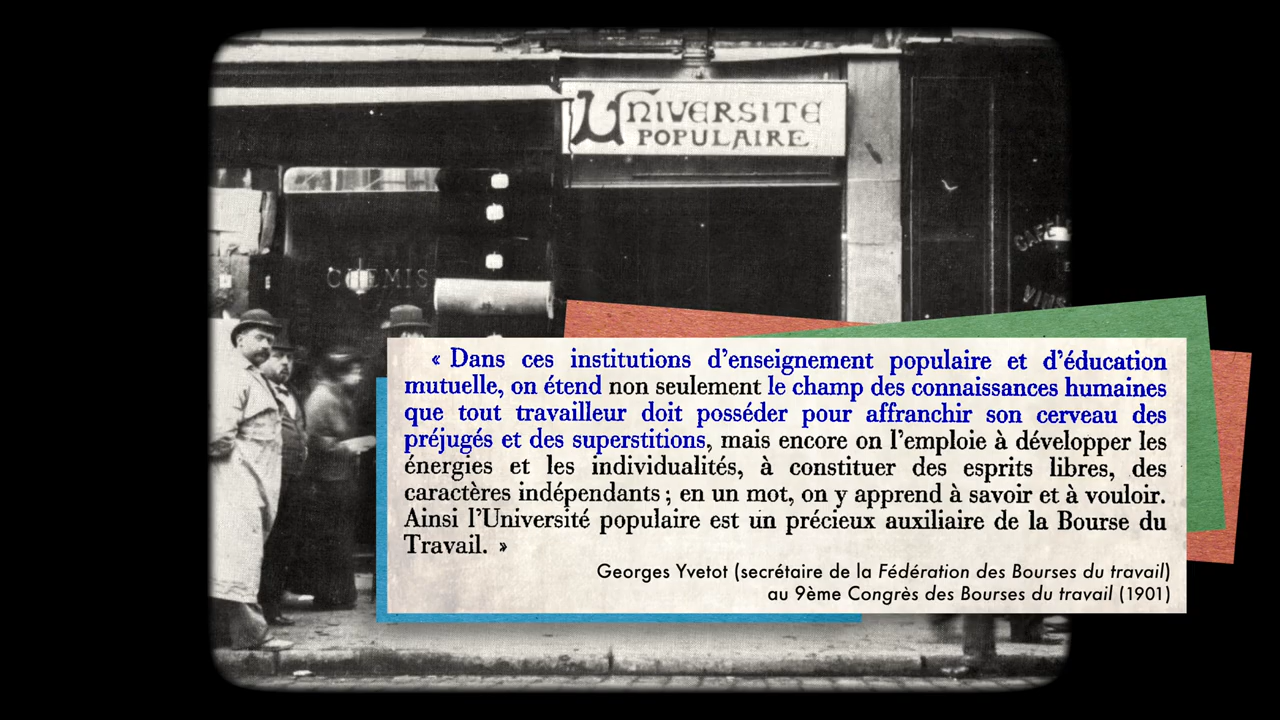 UNIVERSITE
POPULAIRE
CHEMIS
CAFE
VINS
« Dans ces institutions d’enseignement populaire et d’éducation
mutuelle, on étend non seulement le champ des connaissances humaines
que tout travailleur doit posséder pour affranchir son cerveau des
préjugés et des superstitions, mais encore on l’emploie à développer les
énergies et les individualités, à constituer des esprits libres, des
caractères indépendants ; en un mot, on y apprend à savoir et à vouloir.
Ainsi l’Université populaire est un précieux auxiliaire de la Bourse du
Travail. »
Georges Yvetot (secrétaire de la Fédération des Bourses du travail)
au 9ème Congrès des Bourses du travail (1901)